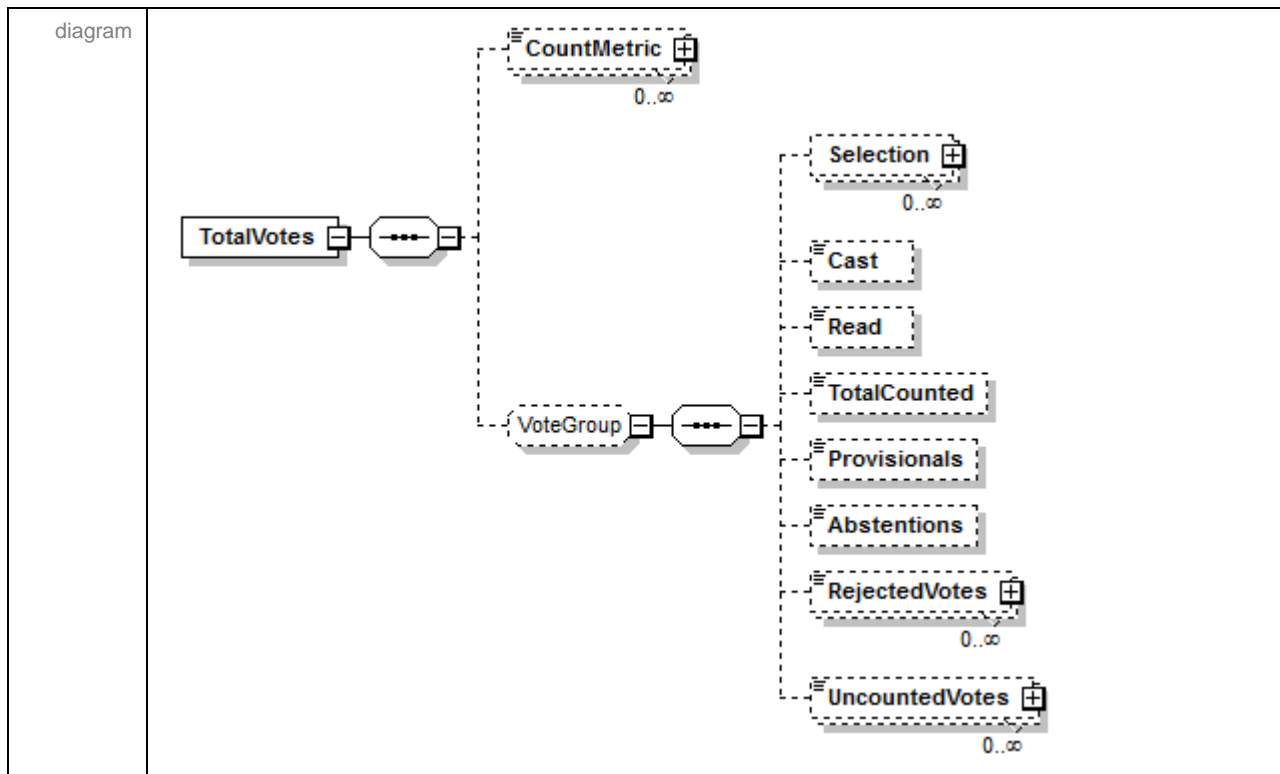 diagram
CountMetric
0..∞
Selection
0..∞
TotalVotes
Cast
Read
TotalCounted
VoteGroup
Provisionals
Abstentions
RejectedVotes
0..∞
UncountedVotes
0..∞